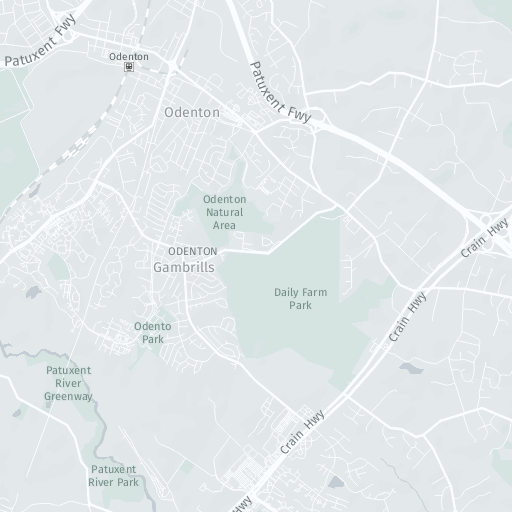 Patuxent Fwy
Odenton
Patuxent Fwy
Odenton
Odenton
Natural
Area
Crain Hwy
ODENTON
Gambrills
Daily Farm
Park
Crain Hwy
Odento
Park
Patuxent
River
Greenway
Crain Hwy
Patuxent
River Park
Hwy